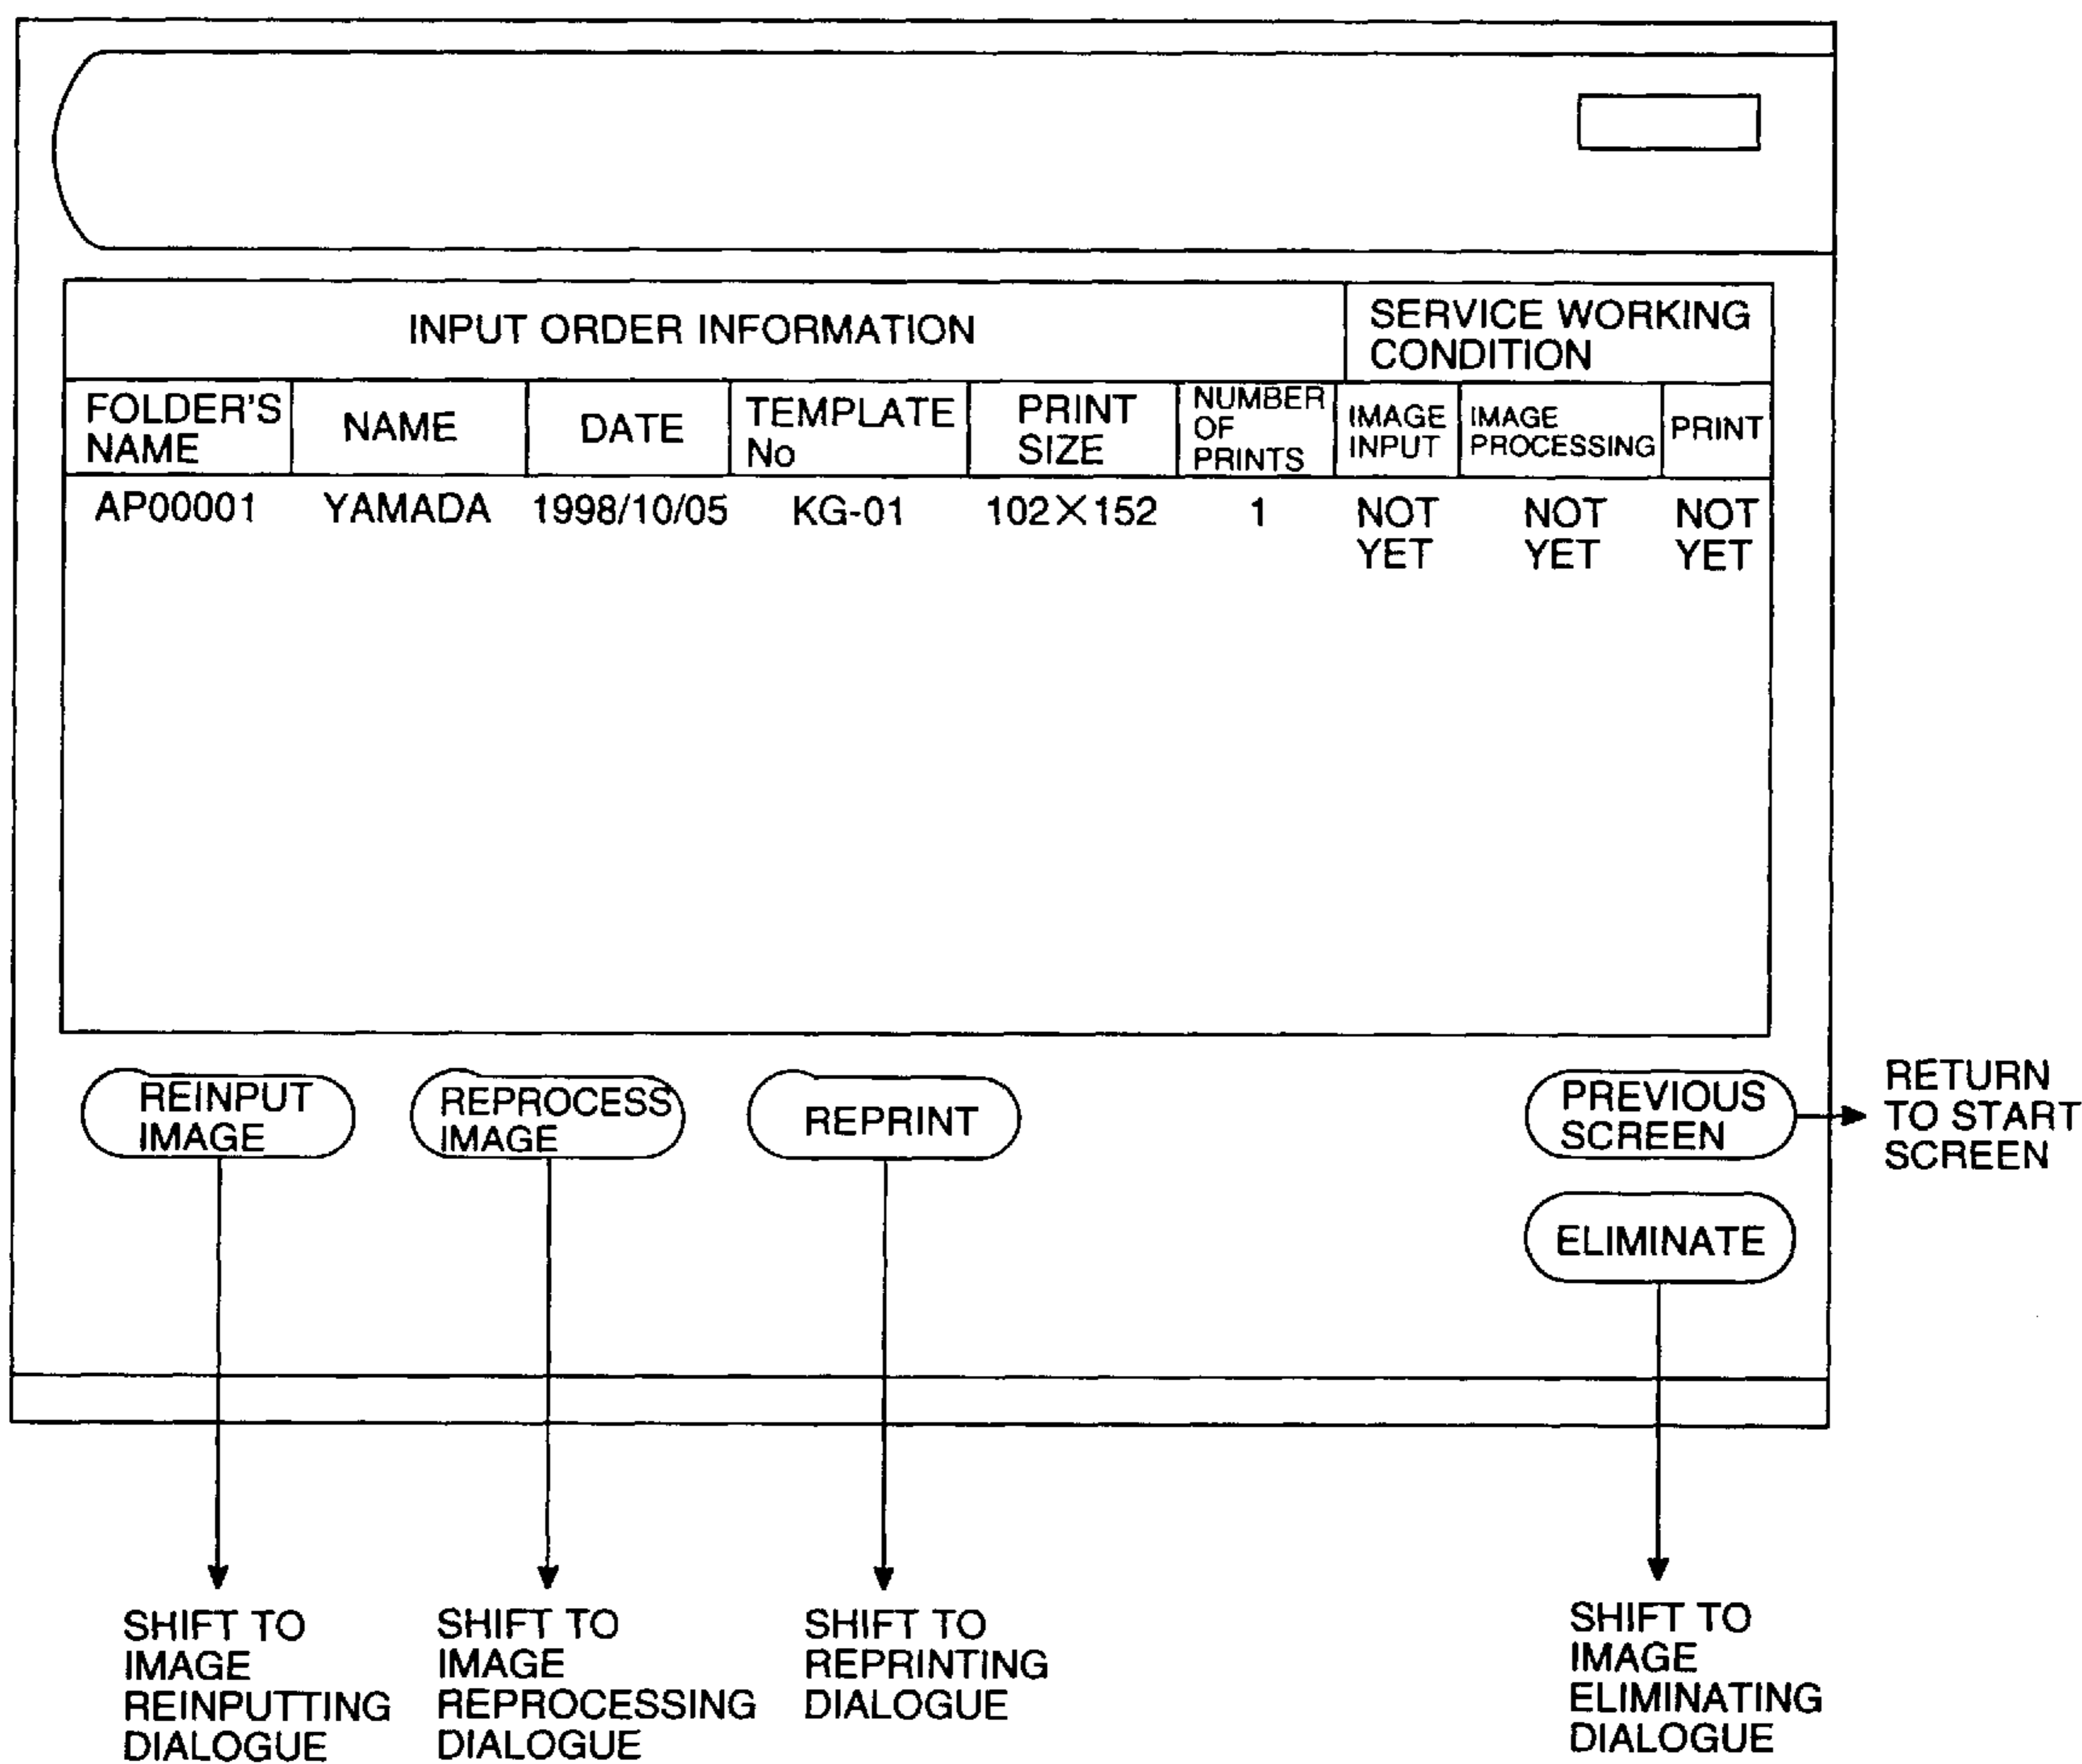 INPUT ORDER INFORMATION
SERVICE WORKING
CONDITION
FOLDER'S
NAME
NAME
DATE
TEMPLATE
No
PRINT
SIZE
NUMBER
OF
PRINTS
IMAGE
INPUT
IMAGE
PROCESSING
PRINT
AP00001
YAMADA
1998/10/05
KG-01
102×152
1
NOT
YET
NOT
YET
NOT
YET
REINPUT
IMAGE
REPROCESS
IMAGE
REPRINT
PREVIOUS
SCREEN
RETURN
TO START
SCREEN
ELIMINATE
SHIFT TO
IMAGE
REINPUTTING
DIALOGUE
SHIFT TO
IMAGE
REPROCESSING
DIALOGUE
SHIFT TO
REPRINTING
DIALOGUE
SHIFT TO
IMAGE
ELIMINATING
DIALOGUE